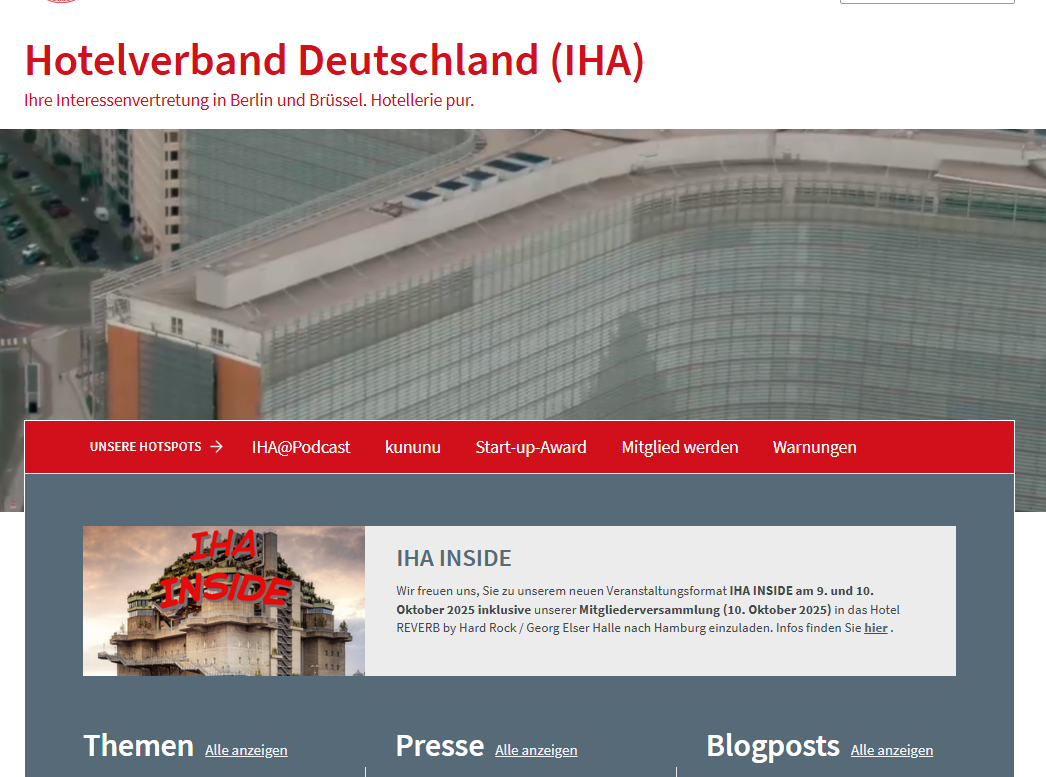 Hotelverband Deutschland (IHA)
Ihre Interessenvertretung in Berlin und Brüssel. Hotellerie pur.
UNSERE HOTSPOTS → IHA@Podcast kununu Start-up-Award Mitglied werden Warnungen
IHA
INSIDE
IHA INSIDE
Wir freuen uns, Sie zu unserem neuen Veranstaltungsformat IHA INSIDE am 9. und 10.
Oktober 2025 inklusive unserer Mitgliederversammlung (10. Oktober 2025) in das Hotel
REVERB by Hard Rock / Georg Elser Halle nach Hamburg einzuladen. Infos finden Sie hier .
Themen Alle anzeigen
Presse Alle anzeigen
Blogposts Alle anzeigen